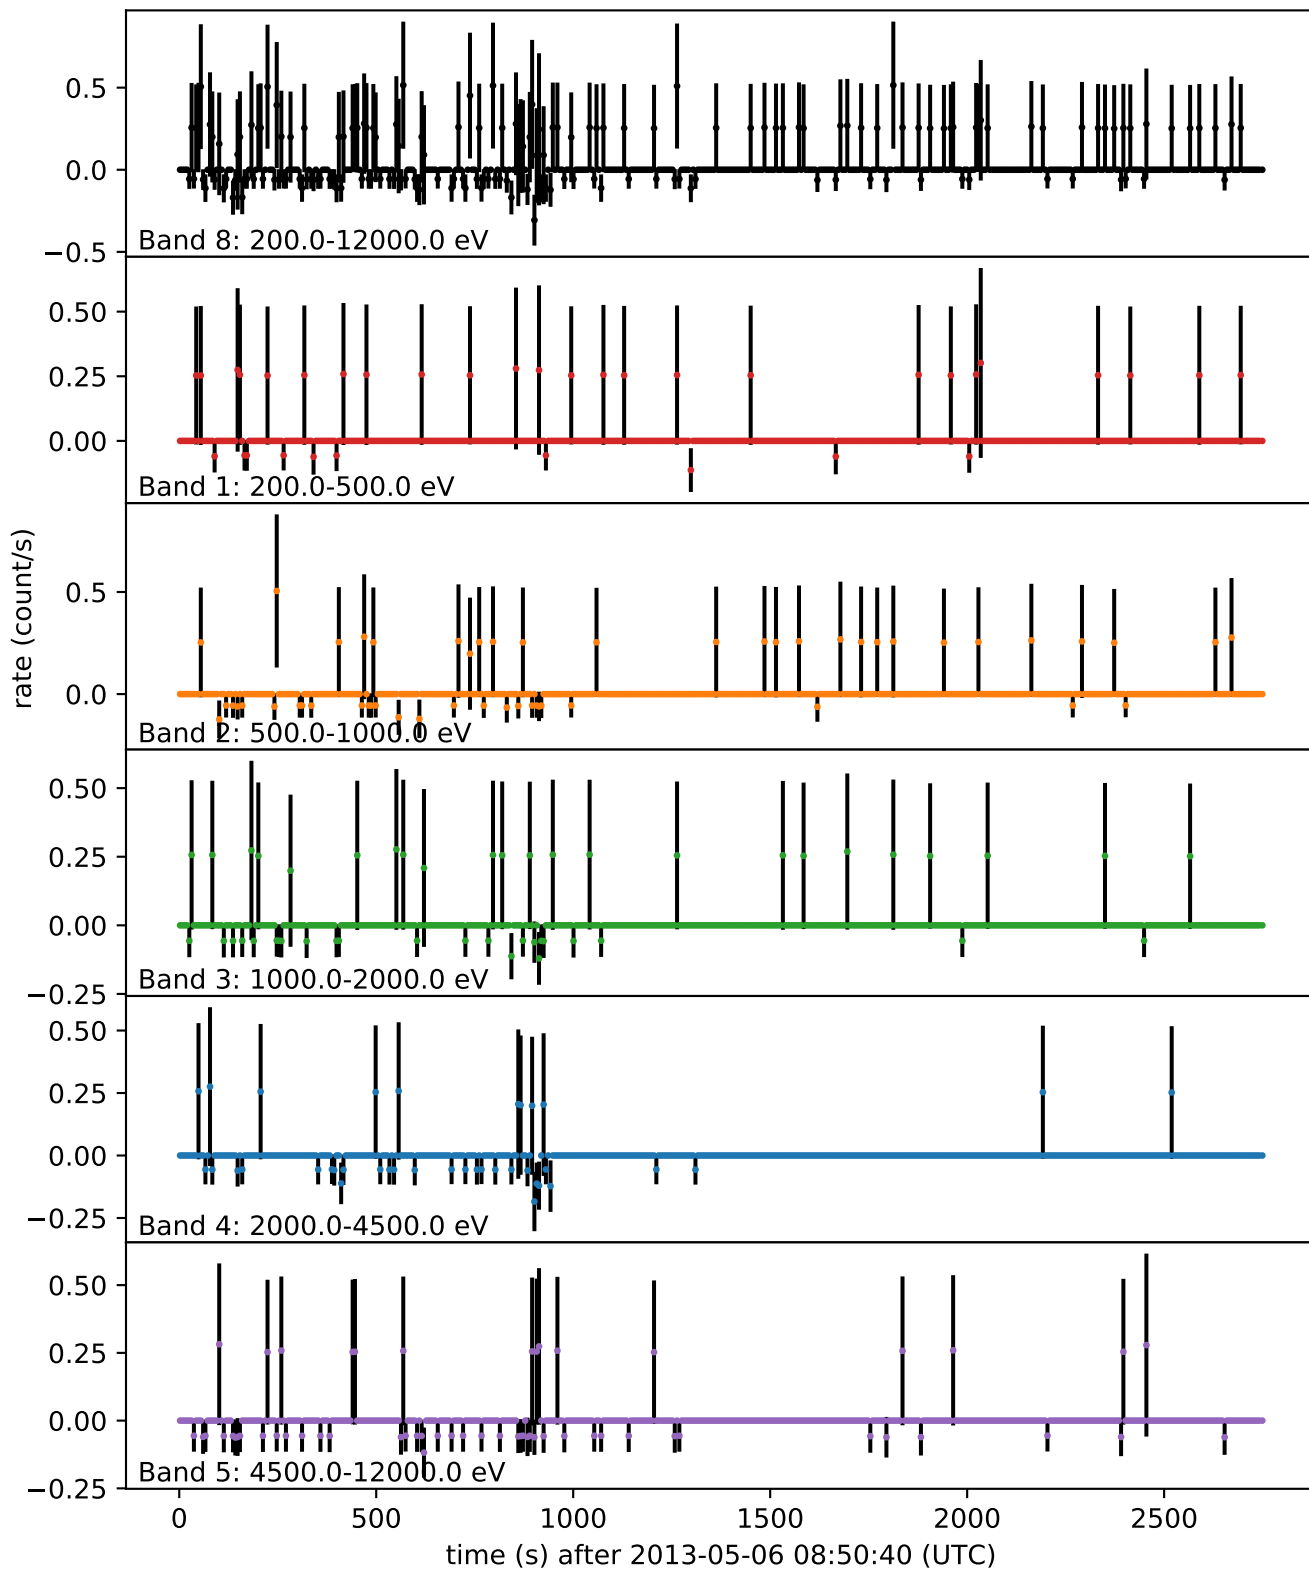 0.5
0.0
−0.5
Band 8: 200.0-12000.0 eV
0.50
0.25
0.00
Band 1: 200.0-500.0 eV
rate (count/s)
0.5
0.0
Band 2: 500.0-1000.0 eV
0.50
0.25
0.00
−0.25
Band 3: 1000.0-2000.0 eV
0.50
0.25
0.00
−0.25
Band 4: 2000.0-4500.0 eV
0.50
0.25
0.00
−0.25
Band 5: 4500.0-12000.0 eV
0 500 1000 1500 2000 2500
time (s) after 2013-05-06 08:50:40 (UTC)